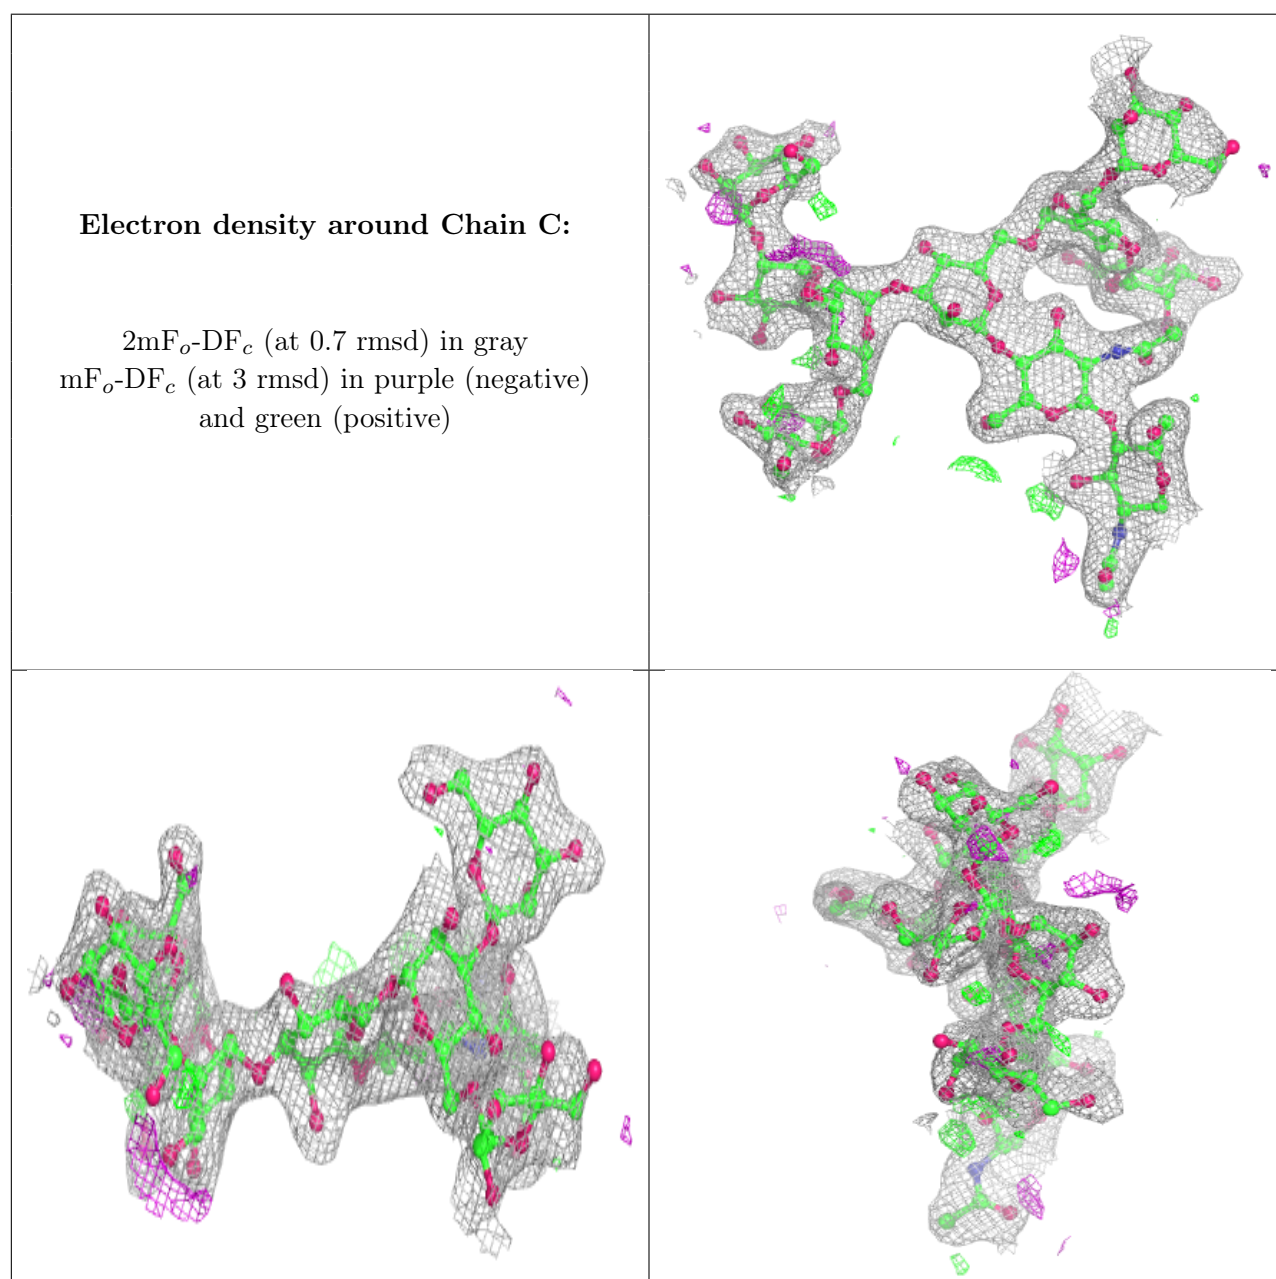 Electron density around Chain C:
2mFo-DFc (at 0.7 rmsd) in gray
mFo-DFc (at 3 rmsd) in purple (negative)
and green (positive)